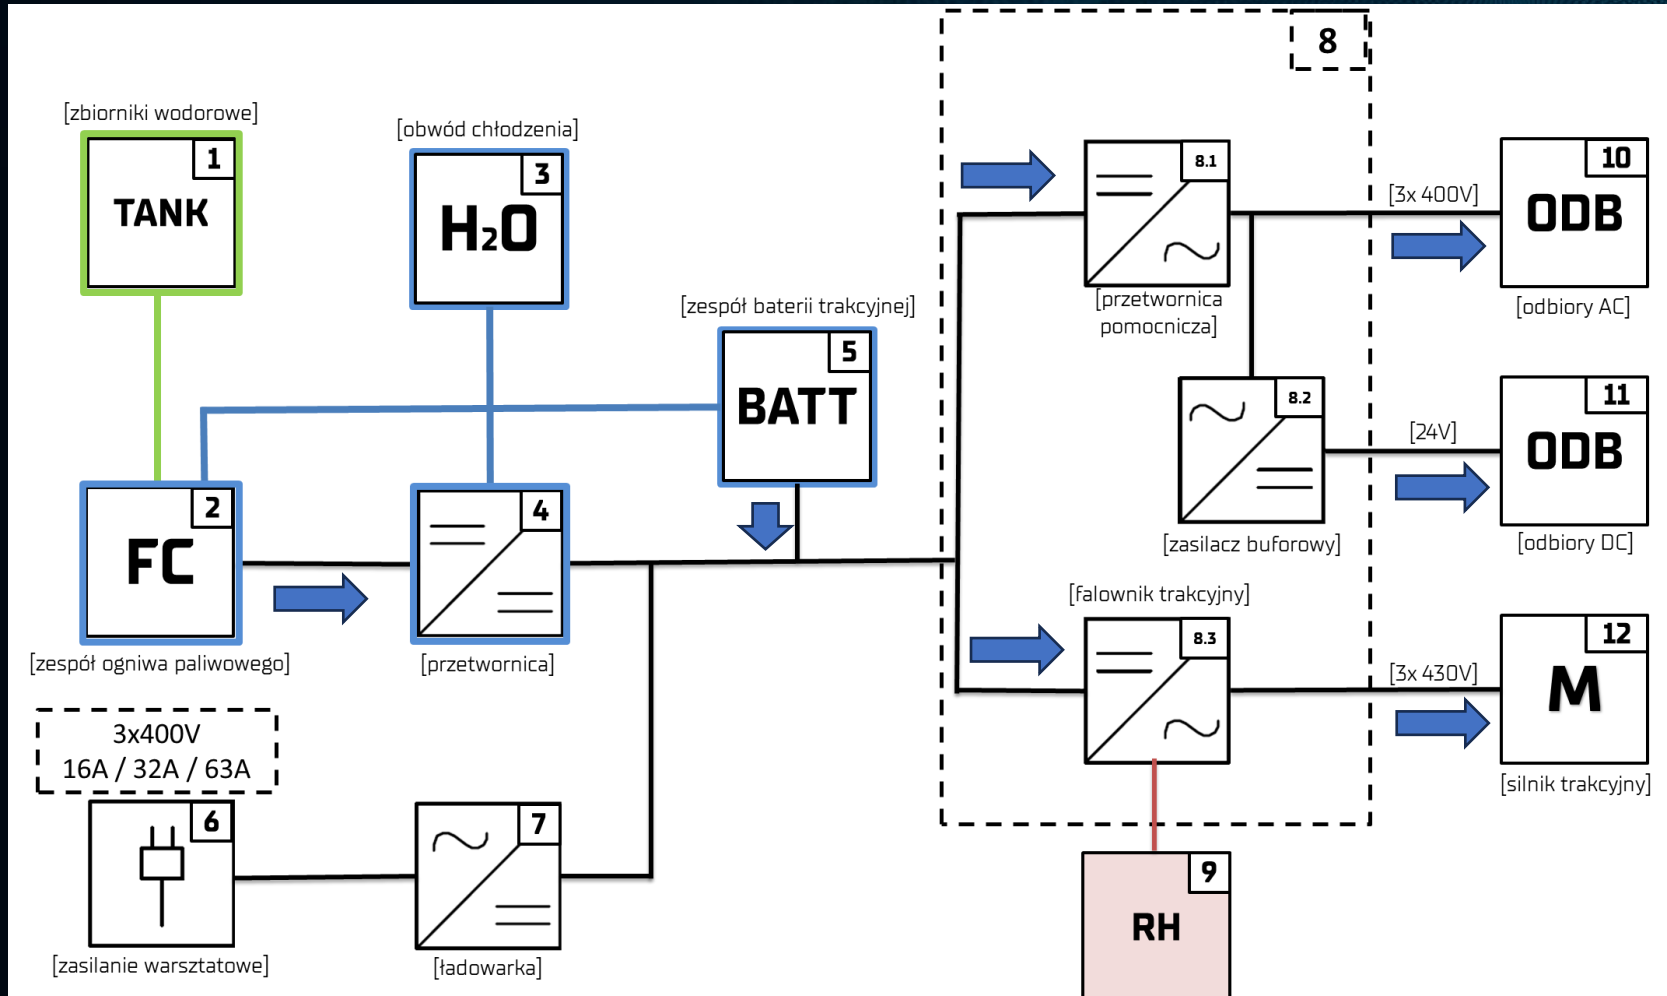 [zbiorniki wodorowe]
1
TANK
[obwód chłodzenia]
3
H₂O
[zespół baterii trakcyjnej]
5
BATT
2
FC
[zespół ogniwa paliwowego]
4
[przetwornica]
3x400V
16A / 32A / 63A
6
[zasilanie warsztatowe]
7
[ładowarka]
8
8.1
[przetwornica
pomocnicza]
8.2
[zasilacz buforowy]
[falownik trakcyjny]
8.3
9
RH
[3x 400V]
10
ODB
[odbiory AC]
[24V]
11
ODB
[odbiory DC]
[3x 430V]
12
M
[silnik trakcyjny]